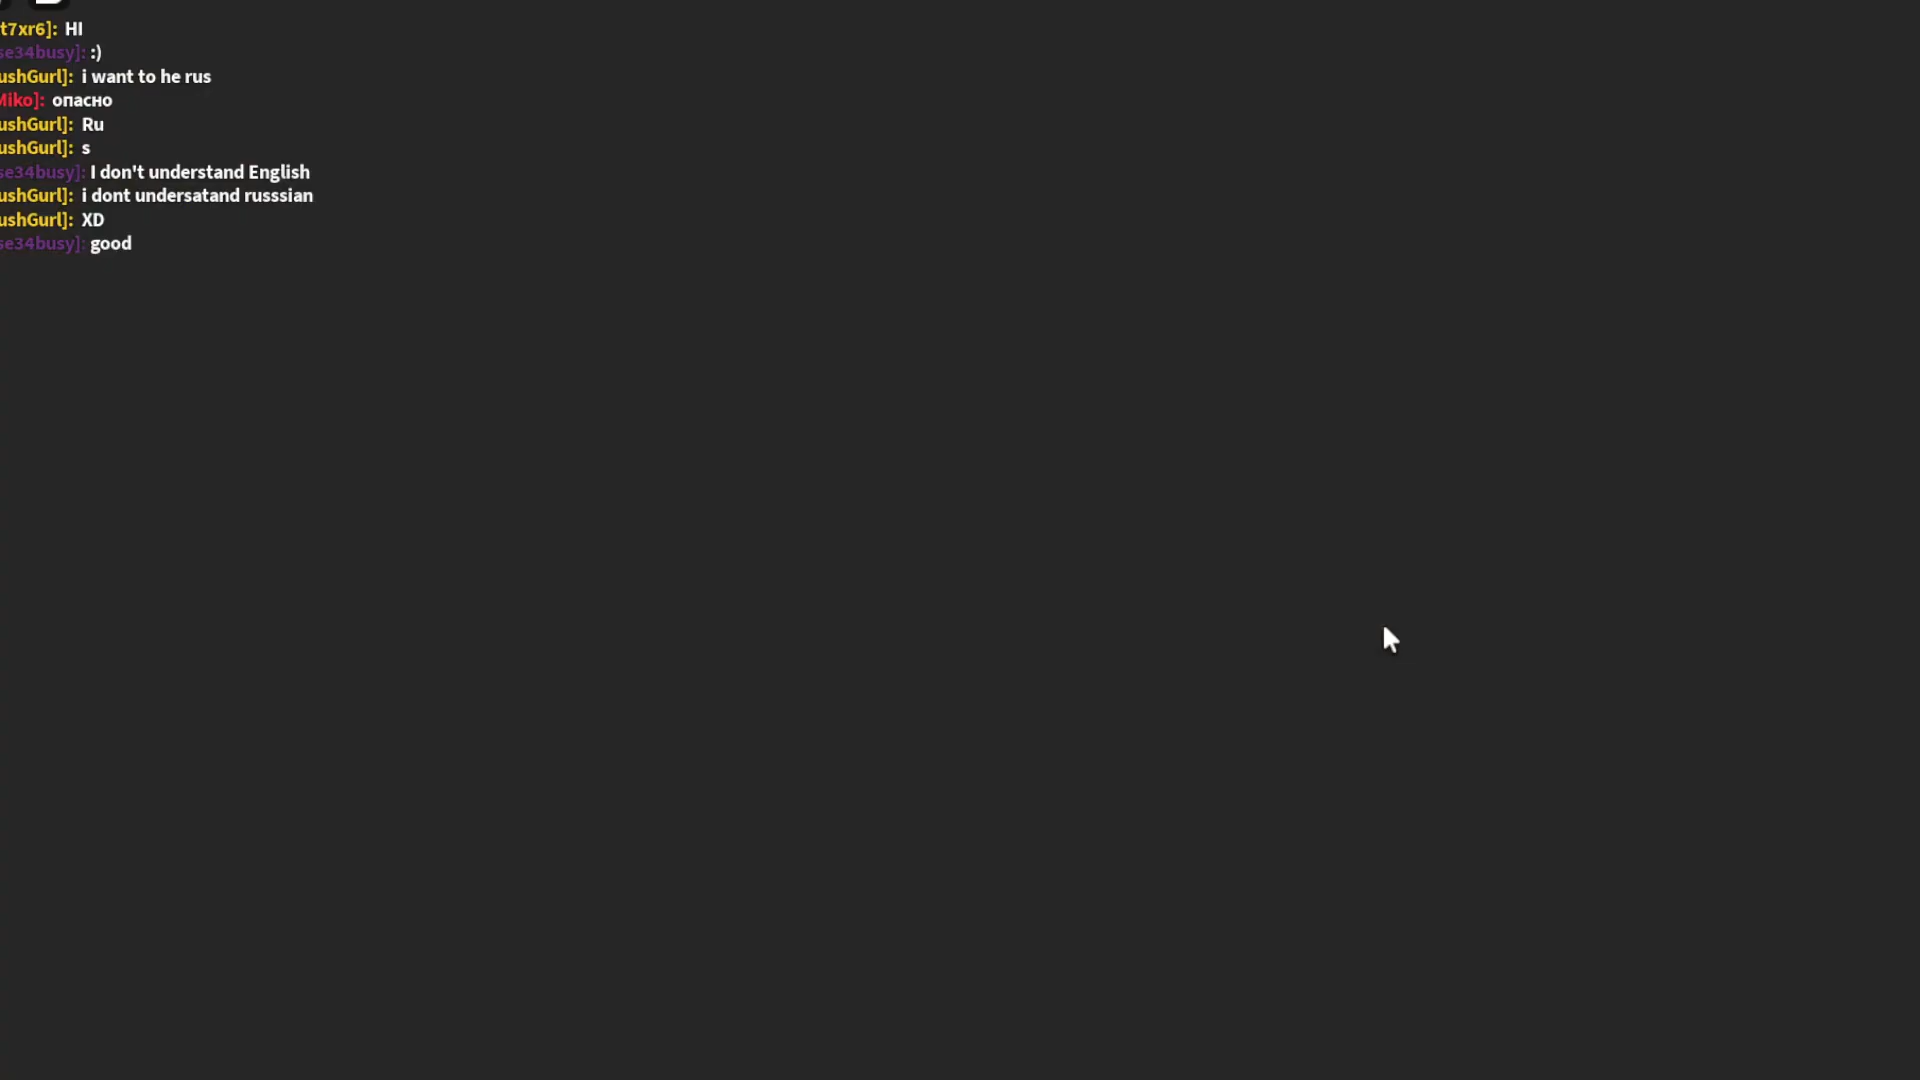 t7xr6]: HI
se34busy]: :)
ushGurl]: i want to he rus
Miko]: опасно
ushGurl]: Ru
ushGurl]: s
se34busy]: I don't understand English
ushGurl]: i dont undersatand russsian
ushGurl]: XD
se34busy]: good